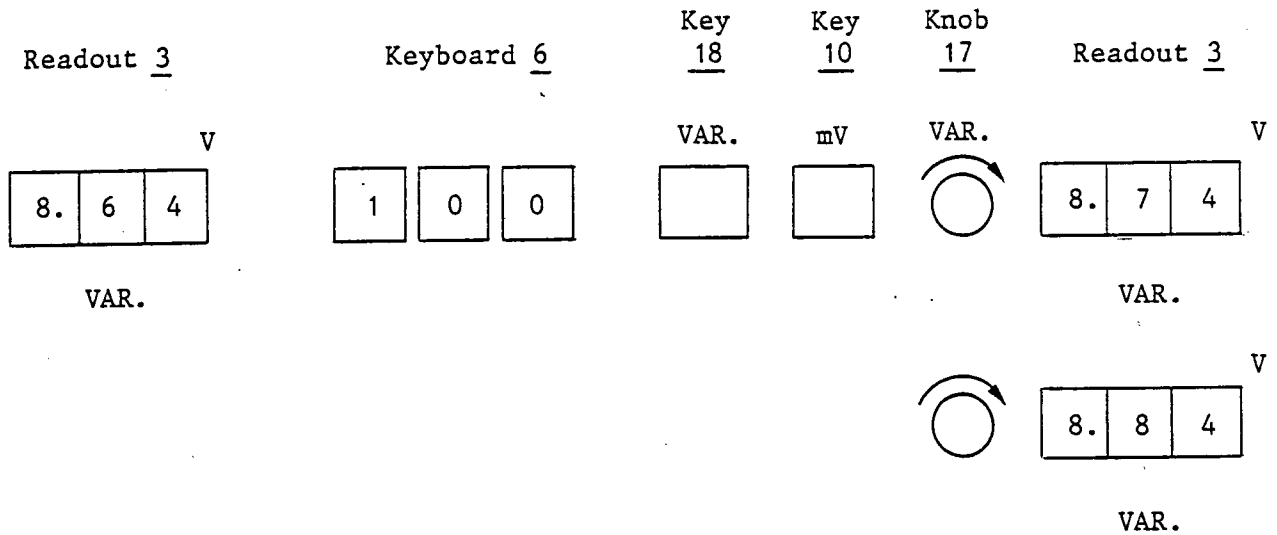 Key Key Knob
Readout 3 Keyboard 6 18 10 17 Readout 3
V VAR. mV VAR. V
8. 6 4 1 0 0 8. 7 4
VAR. VAR.
V
8. 8 4
VAR.